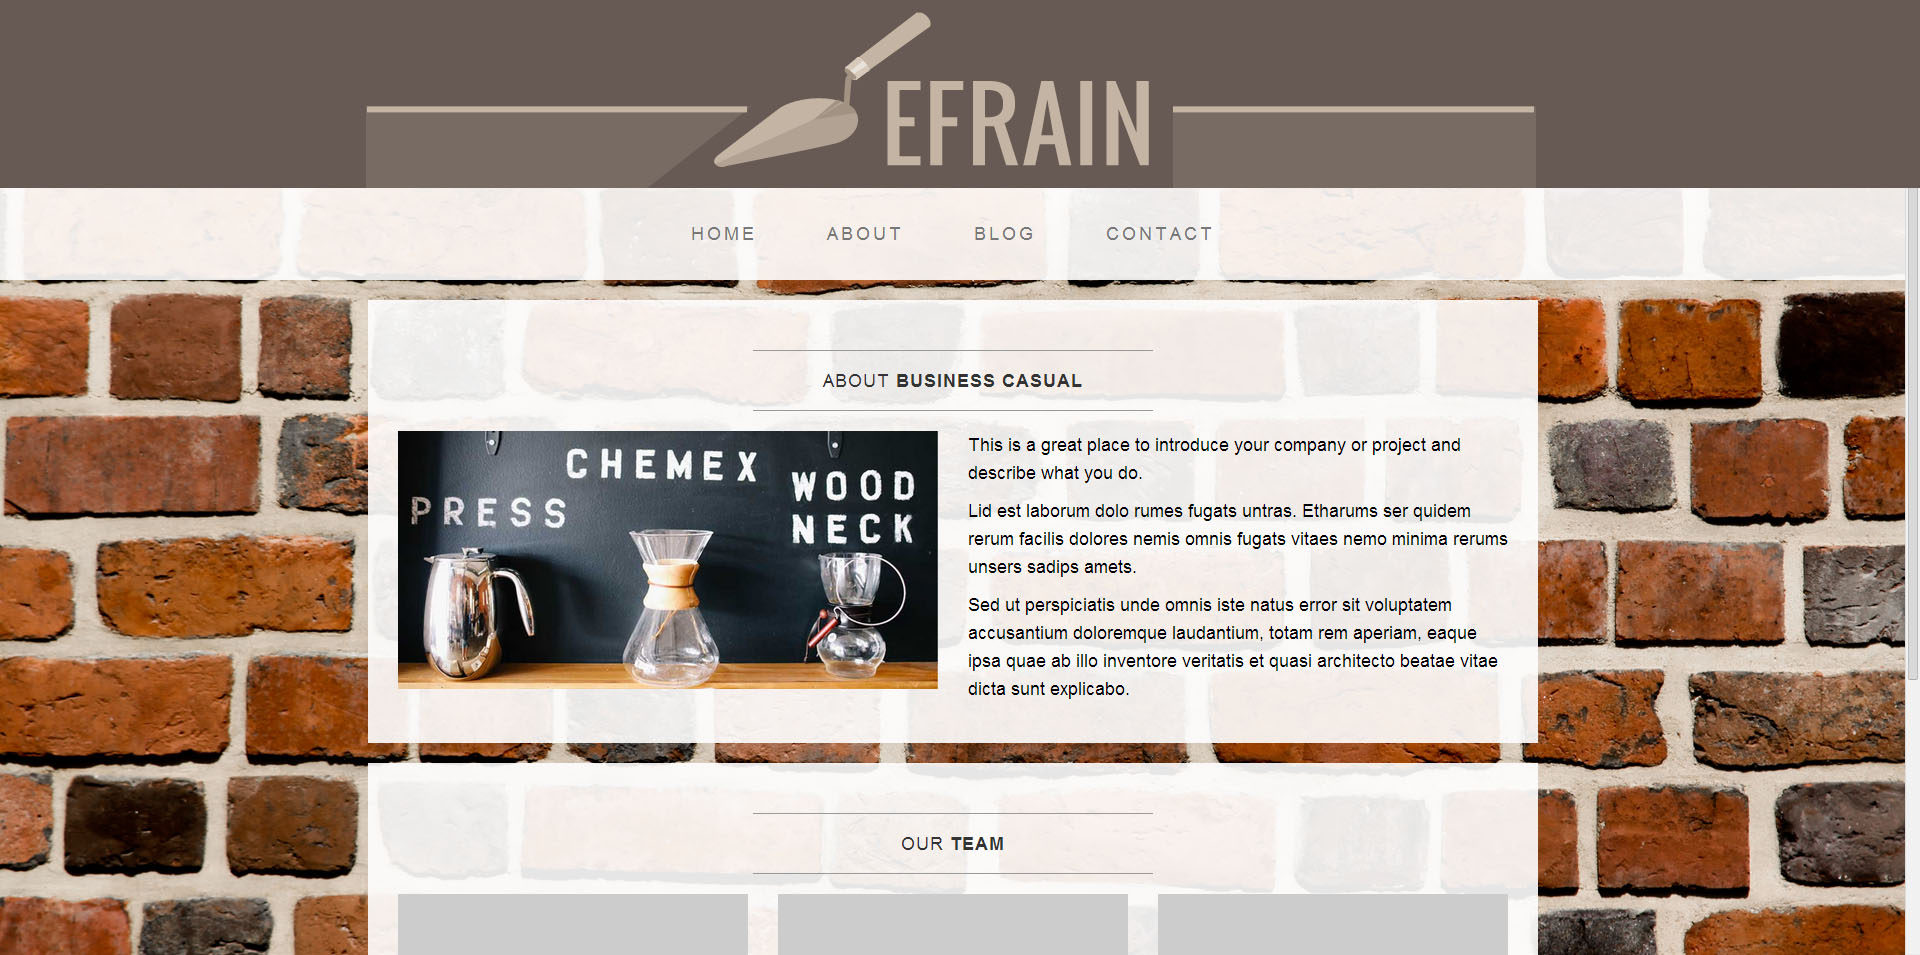 EFRAIN
HOME ABOUT BLOG CONTACT
ABOUT BUSINESS CASUAL
CHEMEX
PRESS
WOOD
NECK
This is a great place to introduce your company or project and
describe what you do.
Lid est laborum dolo rumes fugats untras. Etharums ser quidem
rerum facilis dolores nemis omnis fugats vitaes nemo minima rerums
unsers sadips amets.
Sed ut perspiciatis unde omnis iste natus error sit voluptatem
accusantium doloremque laudantium, totam rem aperiam, eaque
ipsa quae ab illo inventore veritatis et quasi architecto beatae vitae
dicta sunt explicabo.
OUR TEAM